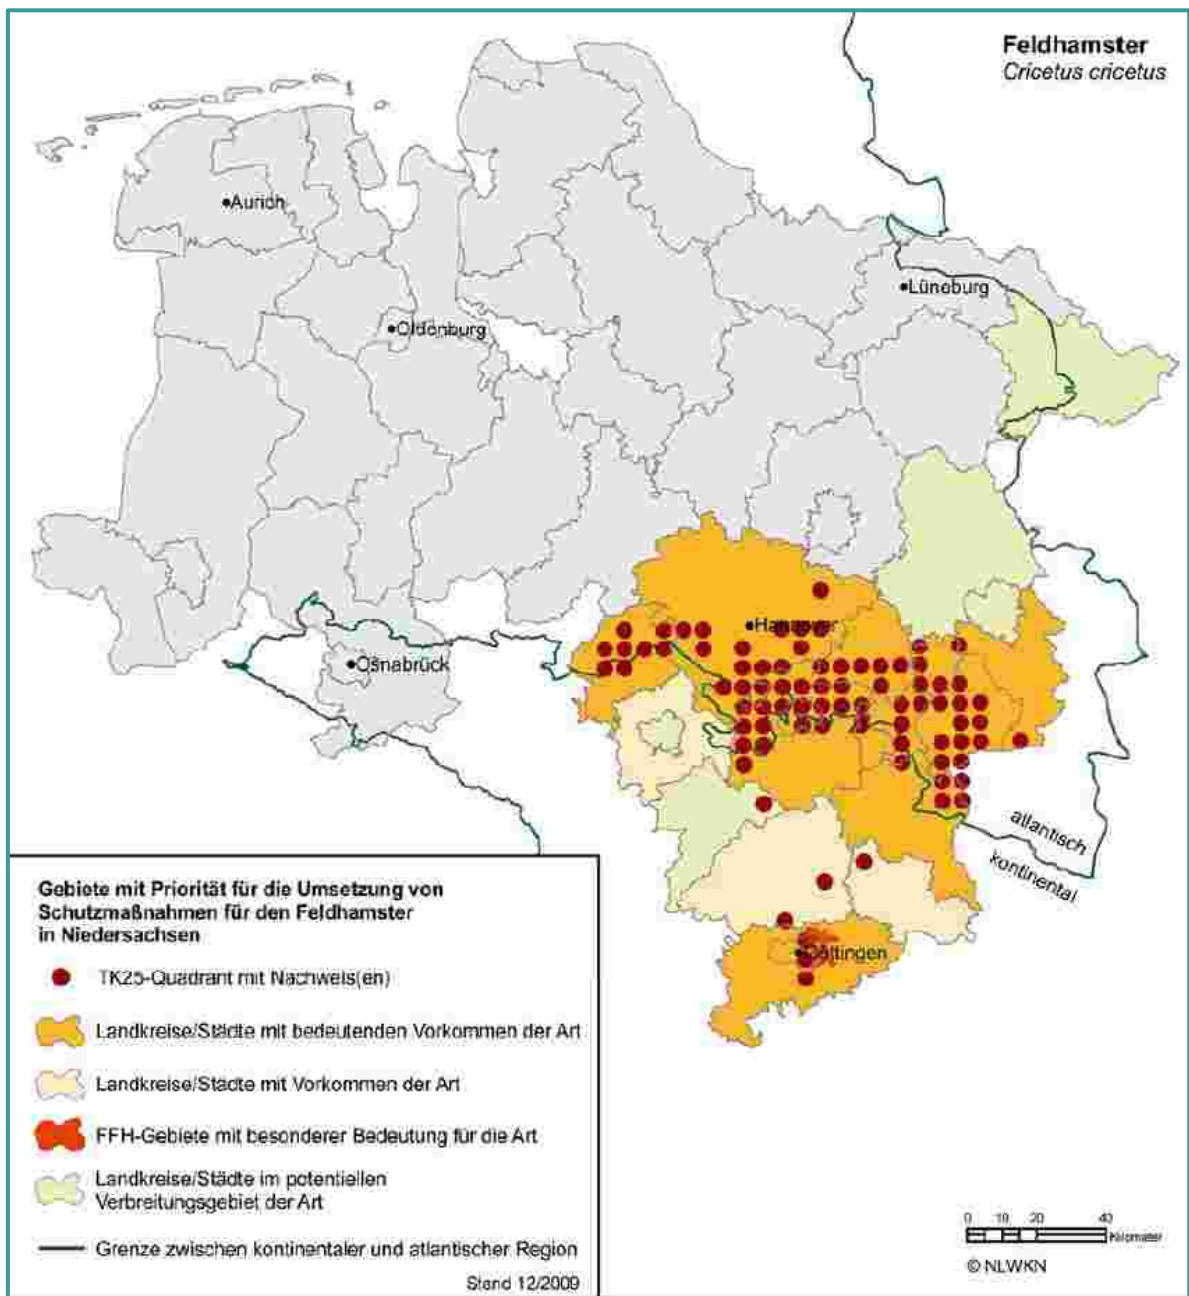 Feldhamster
Cricetus cricetus
Aurich
Lüneburg
Oldenburg
Hannover
Osnabrück
atlantisch
kontinental
Göttingen
Gebiete mit Priorität für die Umsetzung von
Schutzmaßnahmen für den Feldhamster
in Niedersachsen
TK25-Quadrant mit Nachweis(en)
Landkreise/Städte mit bedeutenden Vorkommen der Art
Landkreise/Städte mit Vorkommen der Art
FFH-Gebiete mit besonderer Bedeutung für die Art
Landkreise/Städte im potentiellen
Verbreitungsgebiet der Art
Grenze zwischen kontinentaler und atlantischer Region
Stand 12/2009
0 10 20 40
Kilometer
© NLWKN